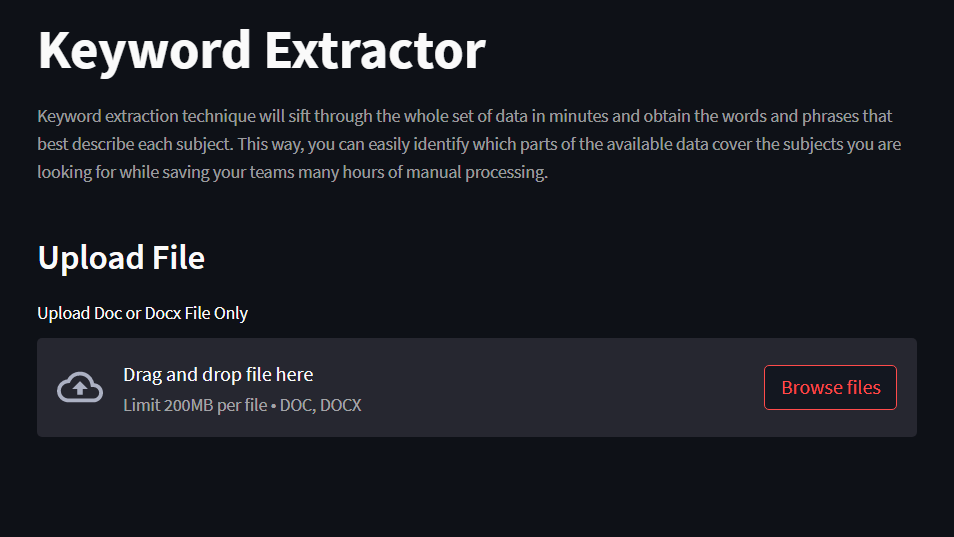 Keyword Extractor
Keyword extraction technique will sift through the whole set of data in minutes and obtain the words and phrases that
best describe each subject. This way, you can easily identify which parts of the available data cover the subjects you are
looking for while saving your teams many hours of manual processing.
Upload File
Upload Doc or Docx File Only
Drag and drop file here
Limit 200MB per file • DOC, DOCX
Browse files